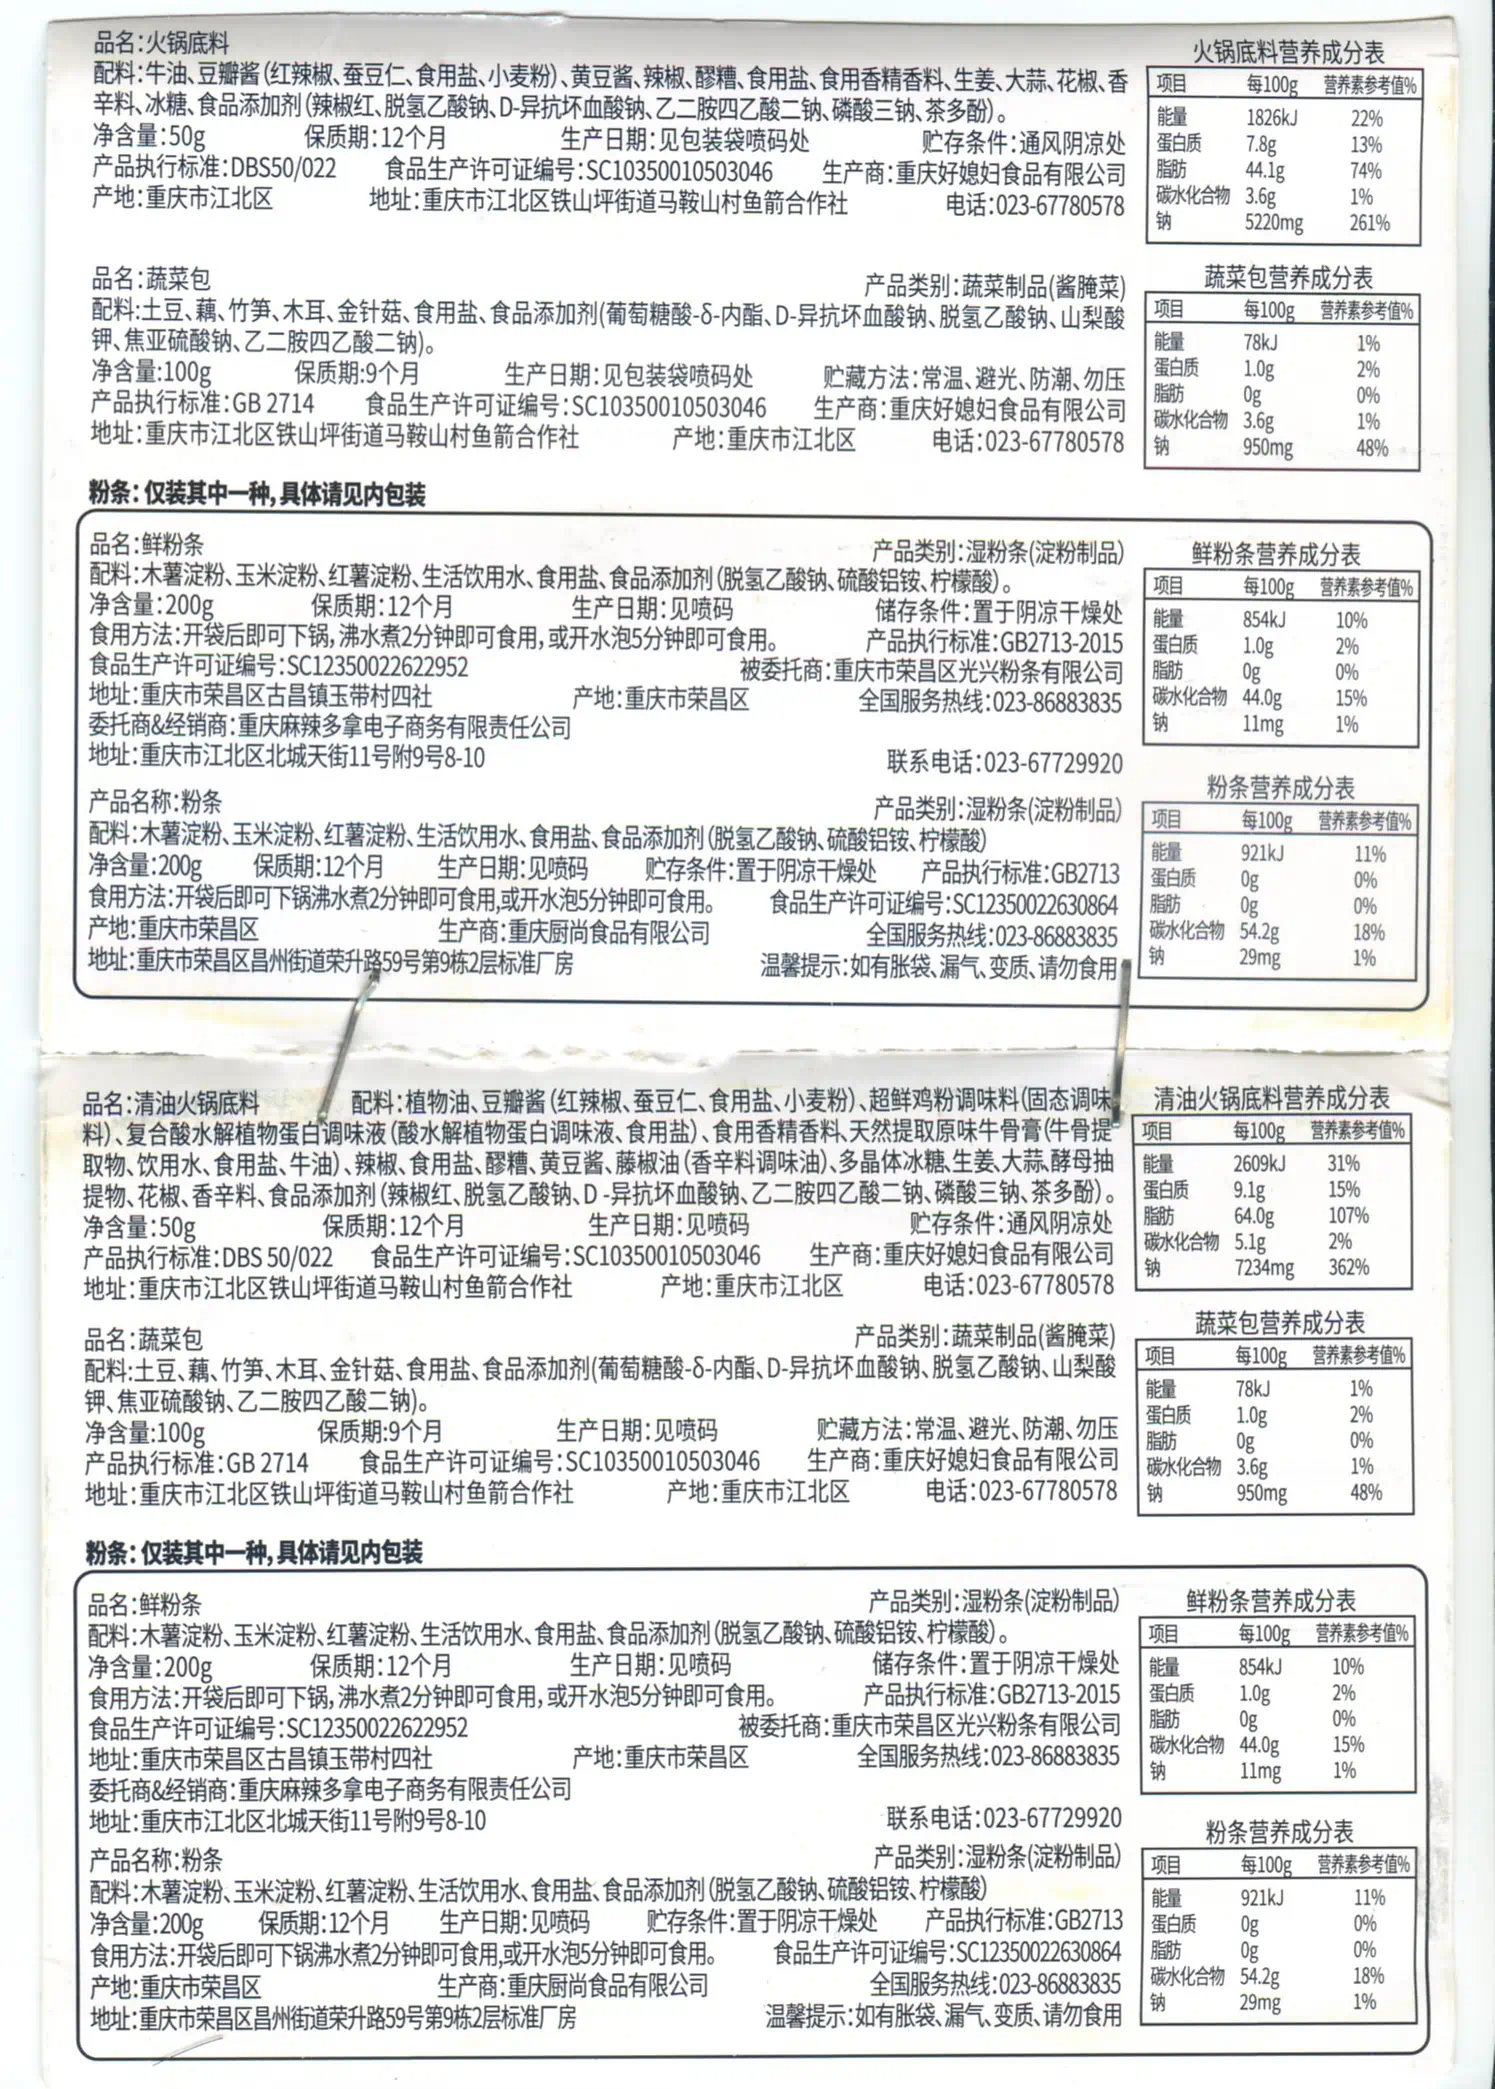 品名:火锅底料
配料:牛油、豆瓣酱(红辣椒、蚕豆仁、食用盐、小麦粉)、黄豆酱、辣椒、醪糟、食用盐、食用香精香料、生姜、大蒜、花椒、香
辛料、冰糖、食品添加剂(辣椒红、脱氢乙酸钠、D-异抗坏血酸钠、乙二胺四乙酸二钠、磷酸三钠、茶多酚)。
净含量:50g 保质期:12个月 生产日期:见包装袋喷码处 贮存条件:通风阴凉处
产品执行标准:DBS50/022 食品生产许可证编号:SC10350010503046 生产商:重庆好媳妇食品有限公司
产地:重庆市江北区 地址:重庆市江北区铁山坪街道马鞍山村鱼箭合作社 电话:023-67780578
火锅底料营养成分表
项目 每100g 营养素参考值%
能量 1826kJ 22%
蛋白质 7.8g 13%
脂肪 44.1g 74%
碳水化合物 3.6g 1%
钠 5220mg 261%
品名:蔬菜包 产品类别:蔬菜制品(酱腌菜)
配料:土豆、藕、竹笋、木耳、金针菇、食用盐、食品添加剂(葡萄糖酸-δ-内酯、D-异抗坏血酸钠、脱氢乙酸钠、山梨酸
钾、焦亚硫酸钠、乙二胺四乙酸二钠)。
净含量:100g 保质期:9个月 生产日期:见包装袋喷码处 贮藏方法:常温、避光、防潮、勿压
产品执行标准:GB 2714 食品生产许可证编号:SC10350010503046 生产商:重庆好媳妇食品有限公司
地址:重庆市江北区铁山坪街道马鞍山村鱼箭合作社 产地:重庆市江北区 电话:023-67780578
蔬菜包营养成分表
项目 每100g 营养素参考值%
能量 78kJ 1%
蛋白质 1.0g 2%
脂肪 0g 0%
碳水化合物 3.6g 1%
钠 950mg 48%
粉条:仅装其中一种,具体请见内包装
品名:鲜粉条 产品类别:湿粉条(淀粉制品)
配料:木薯淀粉、玉米淀粉、红薯淀粉、生活饮用水、食用盐、食品添加剂(脱氢乙酸钠、硫酸铝铵、柠檬酸)。
净含量:200g 保质期:12个月 生产日期:见喷码 储存条件:置于阴凉干燥处
食用方法:开袋后即可下锅,沸水煮2分钟即可食用,或开水泡5分钟即可食用。 产品执行标准:GB2713-2015
食品生产许可证编号:SC12350022622952 被委托商:重庆市荣昌区光兴粉条有限公司
地址:重庆市荣昌区古昌镇玉带村四社 产地:重庆市荣昌区 全国服务热线:023-86883835
委托商&经销商:重庆麻辣多拿电子商务有限责任公司
地址:重庆市江北区北城天街11号附9号8-10 联系电话:023-67729920
鲜粉条营养成分表
项目 每100g 营养素参考值%
能量 854kJ 10%
蛋白质 1.0g 2%
脂肪 0g 0%
碳水化合物 44.0g 15%
钠 11mg 1%
产品名称:粉条 产品类别:湿粉条(淀粉制品)
配料:木薯淀粉、玉米淀粉、红薯淀粉、生活饮用水、食用盐、食品添加剂(脱氢乙酸钠、硫酸铝铵、柠檬酸)
净含量:200g 保质期:12个月 生产日期:见喷码 贮存条件:置于阴凉干燥处 产品执行标准:GB2713
食用方法:开袋后即可下锅沸水煮2分钟即可食用,或开水泡5分钟即可食用。 食品生产许可证编号:SC12350022630864
产地:重庆市荣昌区 生产商:重庆厨尚食品有限公司 全国服务热线:023-86883835
地址:重庆市荣昌区昌州街道荣升路59号第9栋2层标准厂房 温馨提示:如有胀袋、漏气、变质、请勿食用
粉条营养成分表
项目 每100g 营养素参考值%
能量 921kJ 11%
蛋白质 0g 0%
脂肪 0g 0%
碳水化合物 54.2g 18%
钠 29mg 1%
品名:清油火锅底料 配料:植物油、豆瓣酱(红辣椒、蚕豆仁、食用盐、小麦粉)、超鲜鸡粉调味料(固态调味
料)、复合酸水解植物蛋白调味液(酸水解植物蛋白调味液、食用盐)、食用香精香料、天然提取原味牛骨膏(牛骨提
取物、饮用水、食用盐、牛油)、辣椒、食用盐、醪糟、黄豆酱、藤椒油(香辛料调味油)、多晶体冰糖、生姜、大蒜、酵母抽
提物、花椒、香辛料、食品添加剂(辣椒红、脱氢乙酸钠、D -异抗坏血酸钠、乙二胺四乙酸二钠、磷酸三钠、茶多酚)。
净含量:50g 保质期:12个月 生产日期:见喷码 贮存条件:通风阴凉处
产品执行标准:DBS 50/022 食品生产许可证编号:SC10350010503046 生产商:重庆好媳妇食品有限公司
地址:重庆市江北区铁山坪街道马鞍山村鱼箭合作社 产地:重庆市江北区 电话:023-67780578
清油火锅底料营养成分表
项目 每100g 营养素参考值%
能量 2609kJ 31%
蛋白质 9.1g 15%
脂肪 64.0g 107%
碳水化合物 5.1g 2%
钠 7234mg 362%
品名:蔬菜包 产品类别:蔬菜制品(酱腌菜)
配料:土豆、藕、竹笋、木耳、金针菇、食用盐、食品添加剂(葡萄糖酸-δ-内酯、D-异抗坏血酸钠、脱氢乙酸钠、山梨酸
钾、焦亚硫酸钠、乙二胺四乙酸二钠)。
净含量:100g 保质期:9个月 生产日期:见喷码 贮藏方法:常温、避光、防潮、勿压
产品执行标准:GB 2714 食品生产许可证编号:SC10350010503046 生产商:重庆好媳妇食品有限公司
地址:重庆市江北区铁山坪街道马鞍山村鱼箭合作社 产地:重庆市江北区 电话:023-67780578
蔬菜包营养成分表
项目 每100g 营养素参考值%
能量 78kJ 1%
蛋白质 1.0g 2%
脂肪 0g 0%
碳水化合物 3.6g 1%
钠 950mg 48%
粉条:仅装其中一种,具体请见内包装
品名:鲜粉条 产品类别:湿粉条(淀粉制品)
配料:木薯淀粉、玉米淀粉、红薯淀粉、生活饮用水、食用盐、食品添加剂(脱氢乙酸钠、硫酸铝铵、柠檬酸)。
净含量:200g 保质期:12个月 生产日期:见喷码 储存条件:置于阴凉干燥处
食用方法:开袋后即可下锅,沸水煮2分钟即可食用,或开水泡5分钟即可食用。 产品执行标准:GB2713-2015
食品生产许可证编号:SC12350022622952 被委托商:重庆市荣昌区光兴粉条有限公司
地址:重庆市荣昌区古昌镇玉带村四社 产地:重庆市荣昌区 全国服务热线:023-86883835
委托商&经销商:重庆麻辣多拿电子商务有限责任公司
地址:重庆市江北区北城天街11号附9号8-10 联系电话:023-67729920
鲜粉条营养成分表
项目 每100g 营养素参考值%
能量 854kJ 10%
蛋白质 1.0g 2%
脂肪 0g 0%
碳水化合物 44.0g 15%
钠 11mg 1%
产品名称:粉条 产品类别:湿粉条(淀粉制品)
配料:木薯淀粉、玉米淀粉、红薯淀粉、生活饮用水、食用盐、食品添加剂(脱氢乙酸钠、硫酸铝铵、柠檬酸)
净含量:200g 保质期:12个月 生产日期:见喷码 贮存条件:置于阴凉干燥处 产品执行标准:GB2713
食用方法:开袋后即可下锅沸水煮2分钟即可食用,或开水泡5分钟即可食用。 食品生产许可证编号:SC12350022630864
产地:重庆市荣昌区 生产商:重庆厨尚食品有限公司 全国服务热线:023-86883835
地址:重庆市荣昌区昌州街道荣升路59号第9栋2层标准厂房 温馨提示:如有胀袋、漏气、变质、请勿食用
粉条营养成分表
项目 每100g 营养素参考值%
能量 921kJ 11%
蛋白质 0g 0%
脂肪 0g 0%
碳水化合物 54.2g 18%
钠 29mg 1%